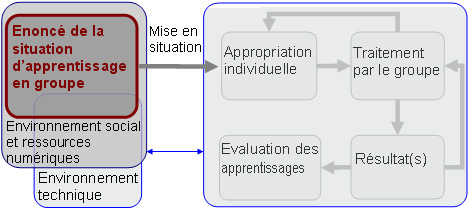 Enoncé de la
situation
d'apprentissage
en groupe
Environnement social
et ressources
numériques
Environnement
technique
Mise en
situation
Appropriation
individuelle
Traitement
par le groupe
Evaluation des
apprentissages
Résultat(s)